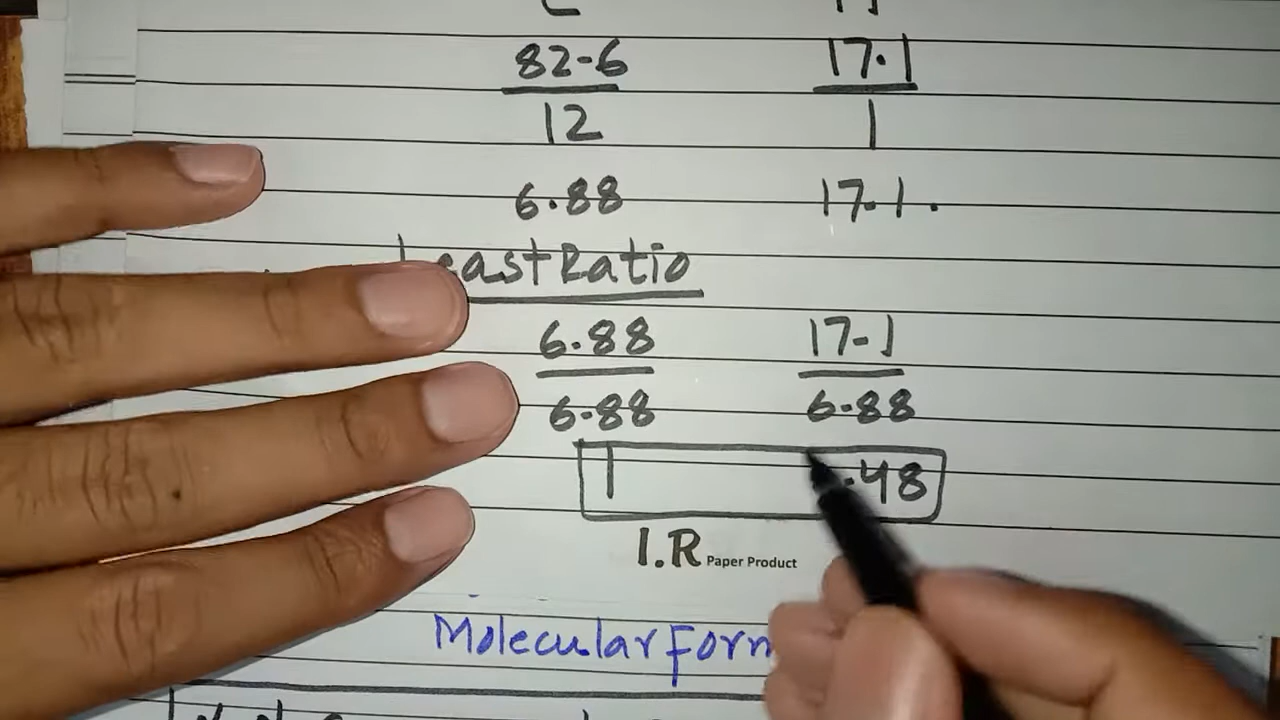 82-6 17.1
12 1
6.88 17.1.
Ratio
6.88 17-1
6.88 6.88
1 .48
I.R Paper Product
Molecular